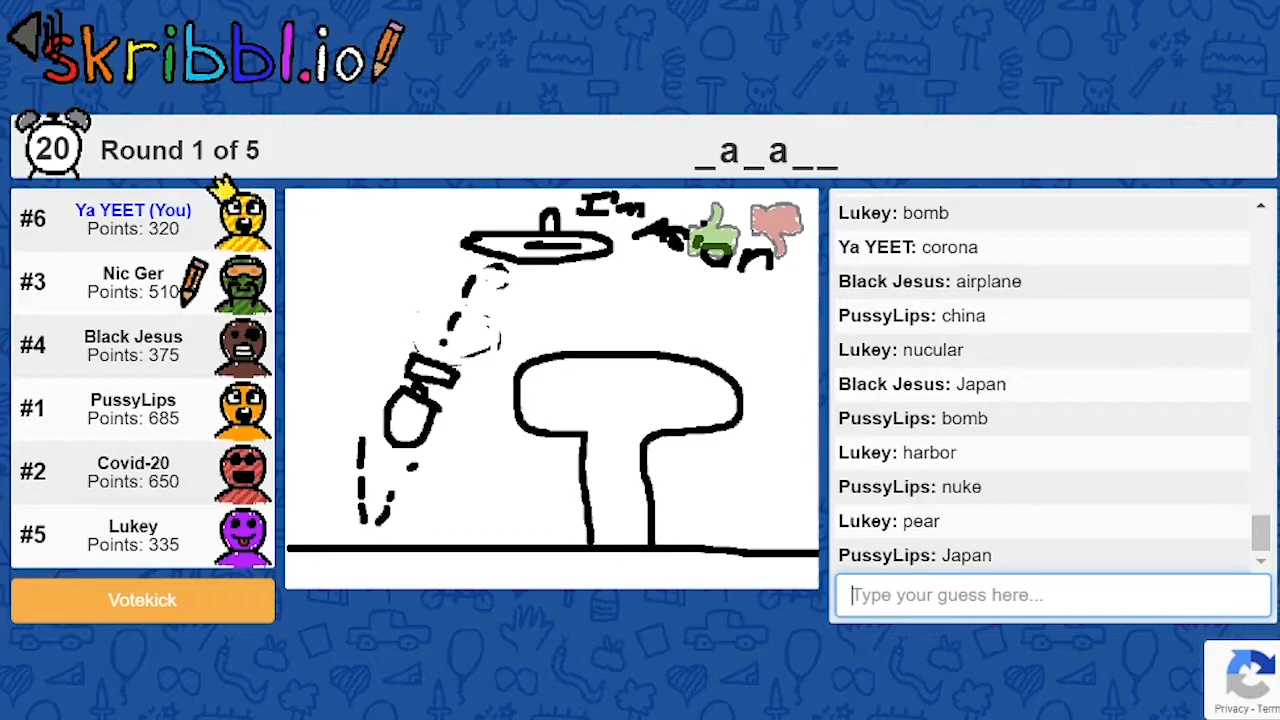 skribbl.io
20
Round 1 of 5
_a_a__
#6
Ya YEET (You)
Points: 320
#3
Nic Ger
Points: 510
#4
Black Jesus
Points: 375
#1
PussyLips
Points: 685
#2
Covid-20
Points: 650
#5
Lukey
Points: 335
Votekick
I'm
Lukey: bomb
Ya YEET: corona
Black Jesus: airplane
PussyLips: china
Lukey: nucular
Black Jesus: Japan
PussyLips: bomb
Lukey: harbor
PussyLips: nuke
Lukey: pear
PussyLips: Japan
Type your guess here...
Privacy - Term